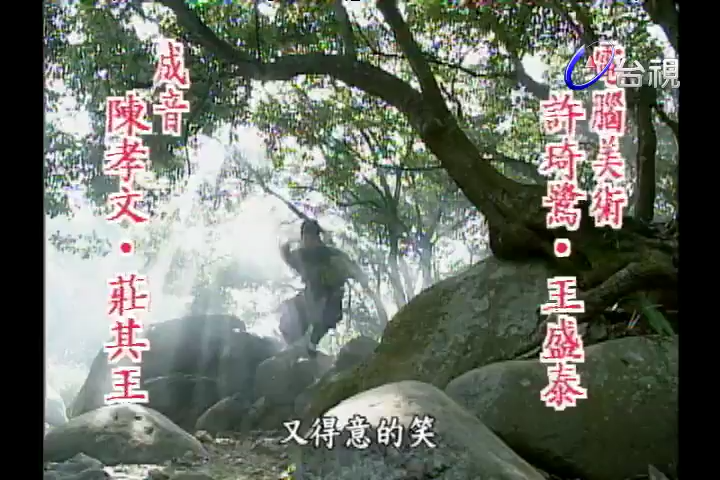 台視
電腦美術
許琦鷺・王盛泰
成音
陳孝文・莊其王
又得意的笑